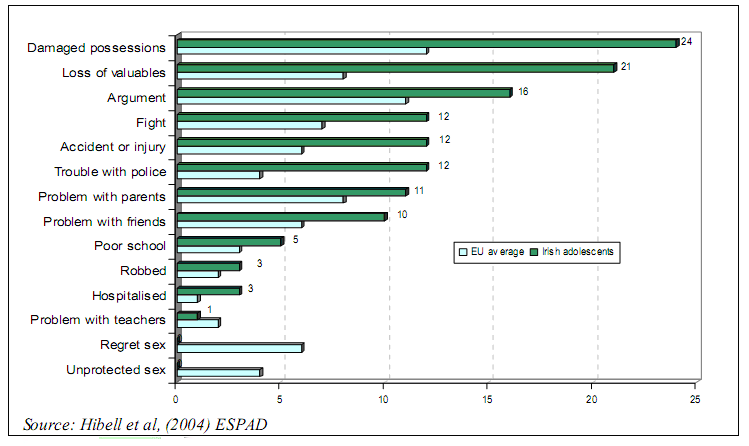 Damaged possessions 24
Loss of valuables 21
Argument 16
Fight 12
Accident or injury 12
Trouble with police 12
Problem with parents 11
Problem with friends 10
Poor school 5
EU average Irish adolescents
Robbed 3
Hospitalised 3
Problem with teachers 1
Regret sex
Unprotected sex
0 5 10 15 20 25
Source: Hibell et al, (2004) ESPAD